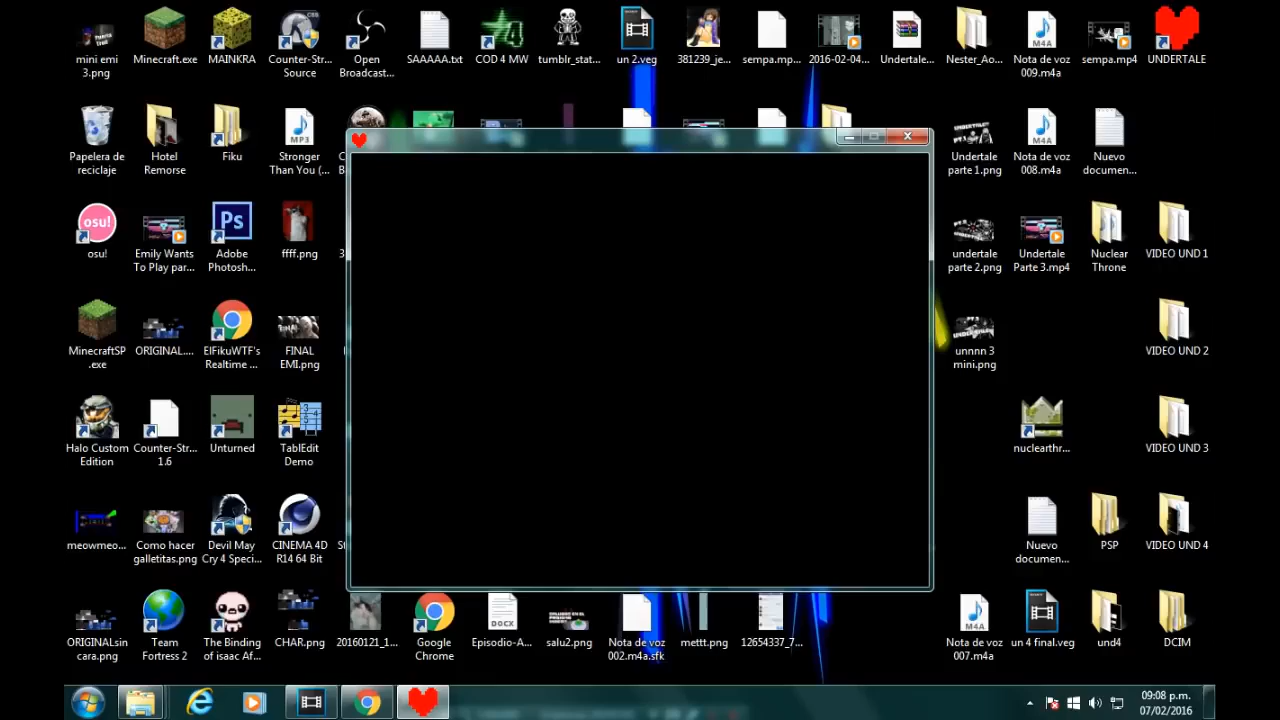 mini emi 3.png
Minecraft.exe
MAINKRA
Counter-Str... Source
Open Broadcast...
SAAAAA.txt
COD 4 MW
tumblr_stat...
un 2.veg
381239_je...
sempa.mp...
2016-02-04...
Undertale...
Nester_Ao...
Nota de voz 009.m4a
sempa.mp4
UNDERTALE
Papelera de reciclaje
Hotel Remorse
Fiku
Stronger Than You (...
Undertale parte 1.png
Nota de voz 008.m4a
Nuevo documen...
osu!
Emily Wants To Play par...
Adobe Photosh...
ffff.png
undertale parte 2.png
Undertale Parte 3.mp4
Nuclear Throne
VIDEO UND 1
MinecraftSP.exe
ORIGINAL....
ElFikuWTF's Realtime ...
FINAL EMI.png
unnnn 3 mini.png
VIDEO UND 2
Halo Custom Edition
Counter-Str... 1.6
Unturned
TablEdit Demo
nuclearthr...
VIDEO UND 3
meowmeo...
Como hacer galletitas.png
Devil May Cry 4 Speci...
CINEMA 4D R14 64 Bit
Nuevo documen...
PSP
VIDEO UND 4
ORIGINALsin cara.png
Team Fortress 2
The Binding of isaac Af...
CHAR.png
20160121_1...
Google Chrome
Episodio-A...
salu2.png
Nota de voz 002.m4a.sfk
mettt.png
12654337_7...
Nota de voz 007.m4a
un 4 final.veg
und4
DCIM
09:08 p.m.
07/02/2016